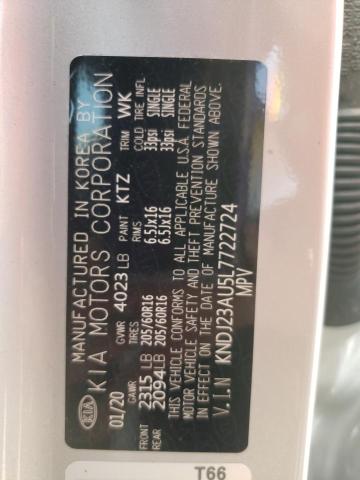 KIA
MANUFACTURED IN KOREA BY
KIA MOTORS CORPORATION
01/20 GVWR 4023 LB PAINT KTZ TRIM WK
GAWR TIRES RIMS COLD TIRE INFL
FRONT 2315 LB 205/60R16 6.5JX16 33psi SINGLE
REAR 2094 LB 205/60R16 6.5JX16 33psi SINGLE
THIS VEHICLE CONFORMS TO ALL APPLICABLE U.S.A. FEDERAL
MOTOR VEHICLE SAFETY AND THEFT PREVENTION STANDARDS
IN EFFECT ON THE DATE OF MANUFACTURE SHOWN ABOVE.
V.I.N KNDJ23AU5L7722724
MPV
T66